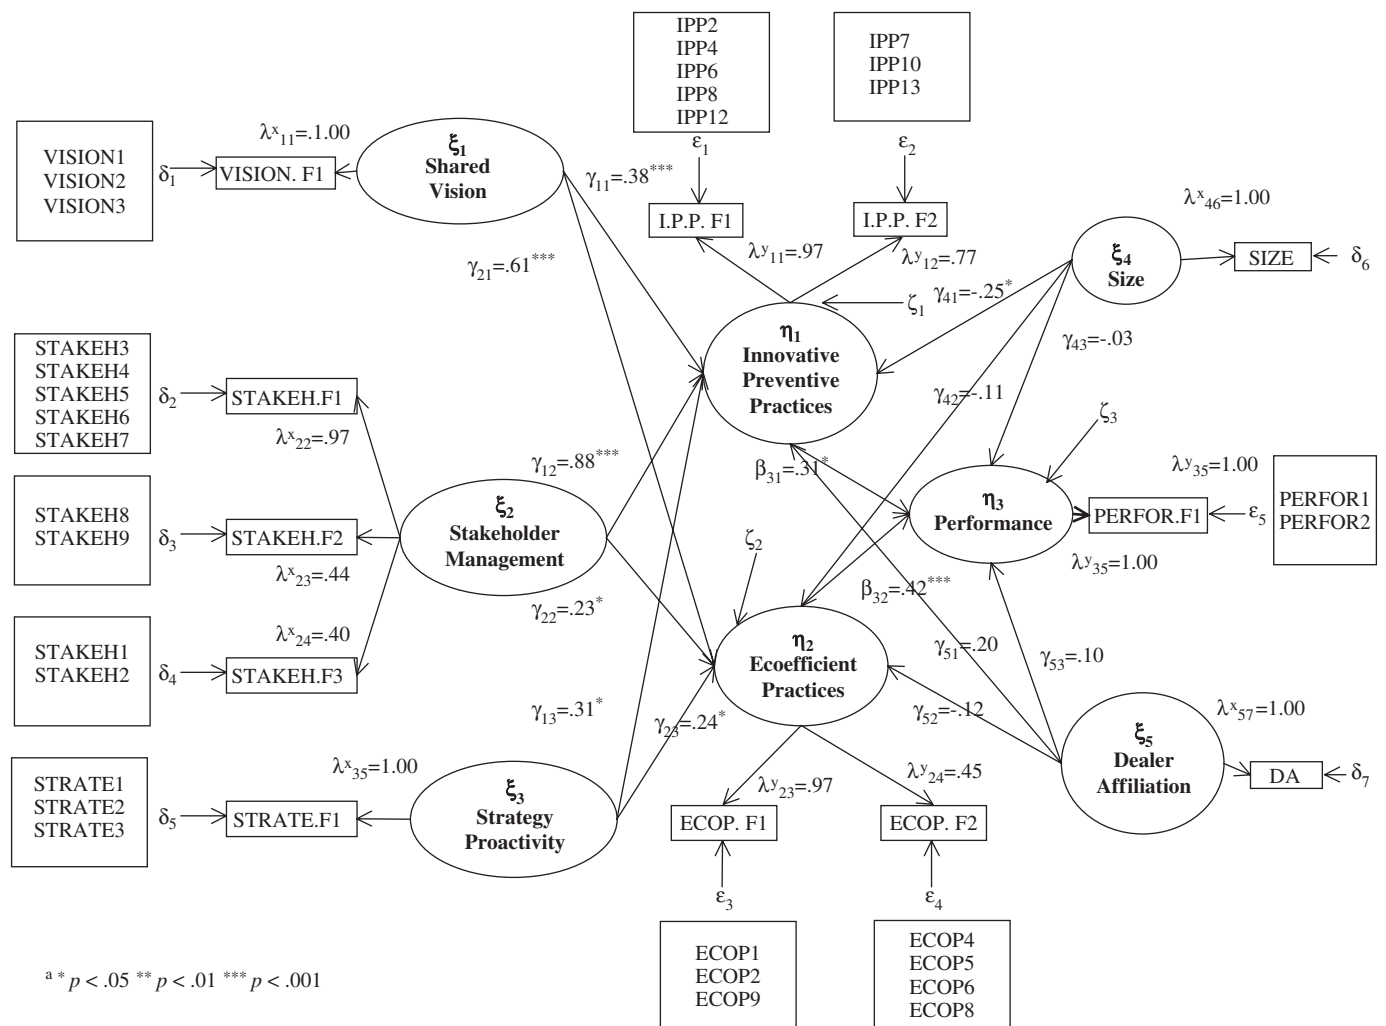 IPP2
IPP4
IPP6
IPP8
IPP12
IPP7
IPP10
IPP13
ε1
ε2
VISION1
VISION2
VISION3
δ1
VISION. F1
λx11=.1.00
ξ1
Shared
Vision
γ11=.38***
γ21=.61***
I.P.P. F1
I.P.P. F2
λy11=.97
λy12=.77
λx46=1.00
ξ4
Size
SIZE
δ6
γ41=-.25*
ζ1
η1
Innovative
Preventive
Practices
γ43=-.03
γ42=-.11
ζ3
STAKEH3
STAKEH4
STAKEH5
STAKEH6
STAKEH7
δ2
STAKEH.F1
λx22=.97
γ12=.88***
β31=.31*
λy35=1.00
η3
Performance
PERFOR.F1
ε5
PERFOR1
PERFOR2
λy35=1.00
STAKEH8
STAKEH9
δ3
STAKEH.F2
λx23=.44
ξ2
Stakeholder
Management
ζ2
β32=.42***
γ22=.23*
λx24=.40
STAKEH1
STAKEH2
δ4
STAKEH.F3
η2
Ecoefficient
Practices
γ51=.20
γ53=.10
γ13=.31*
γ23=.24*
γ52=-.12
λx57=1.00
ξ5
Dealer
Affiliation
DA
δ7
STRATE1
STRATE2
STRATE3
δ5
STRATE.F1
λx35=1.00
ξ3
Strategy
Proactivity
λy23=.97
λy24=.45
ECOP. F1
ECOP. F2
ε3
ε4
ECOP1
ECOP2
ECOP9
ECOP4
ECOP5
ECOP6
ECOP8
a * p < .05 ** p < .01 *** p < .001